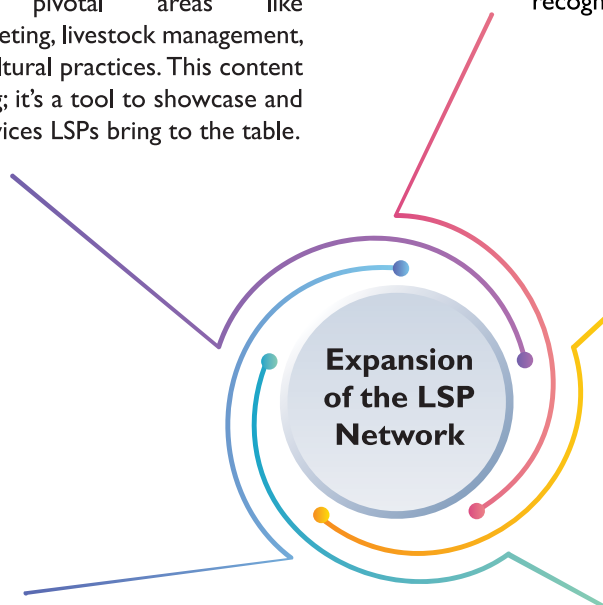 pivotal areas like
eting, livestock management,
ltural practices. This content
g; it's a tool to showcase and
vices LSPs bring to the table.
recogn
Expansion
of the LSP
Network